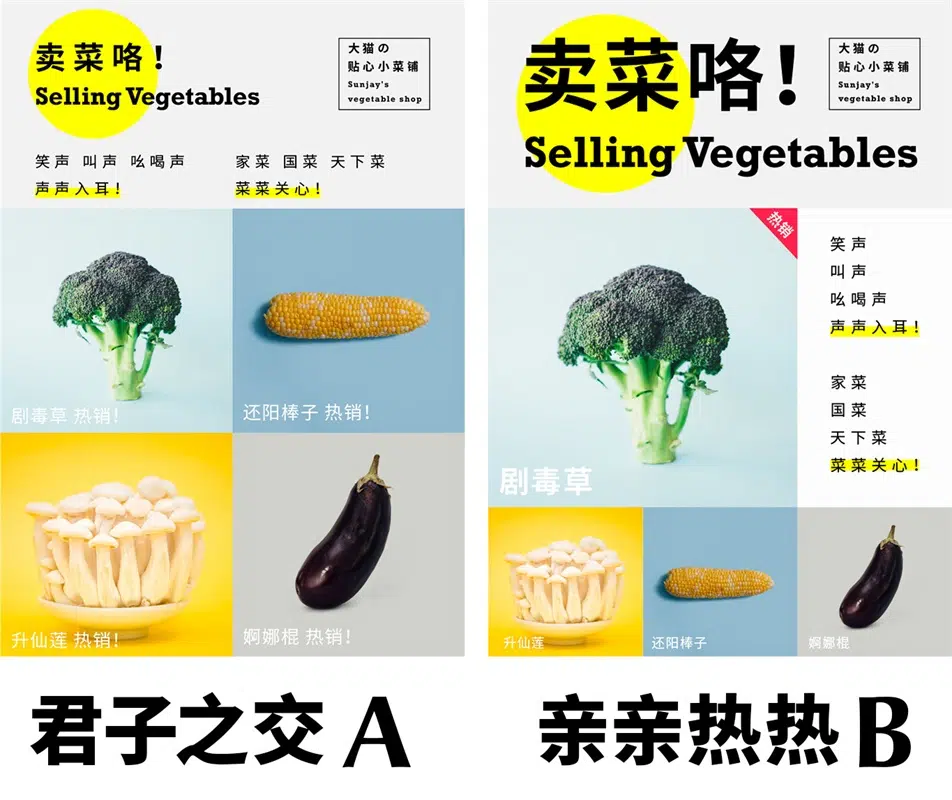 卖菜咯！
Selling Vegetables
大猫の
贴心小菜铺
Sunjay's
vegetable shop
笑声 叫声 吆喝声
声声入耳！
家菜 国菜 天下菜
菜菜关心！
剧毒草 热销！
还阳棒子 热销！
升仙莲 热销！
婀娜棍 热销！
君子之交 A
卖菜咯！
Selling Vegetables
大猫の
贴心小菜铺
Sunjay's
vegetable shop
热销
笑声
叫声
吆喝声
声声入耳！
家菜
国菜
天下菜
菜菜关心！
剧毒草
升仙莲
还阳棒子
婀娜棍
亲亲热热 B